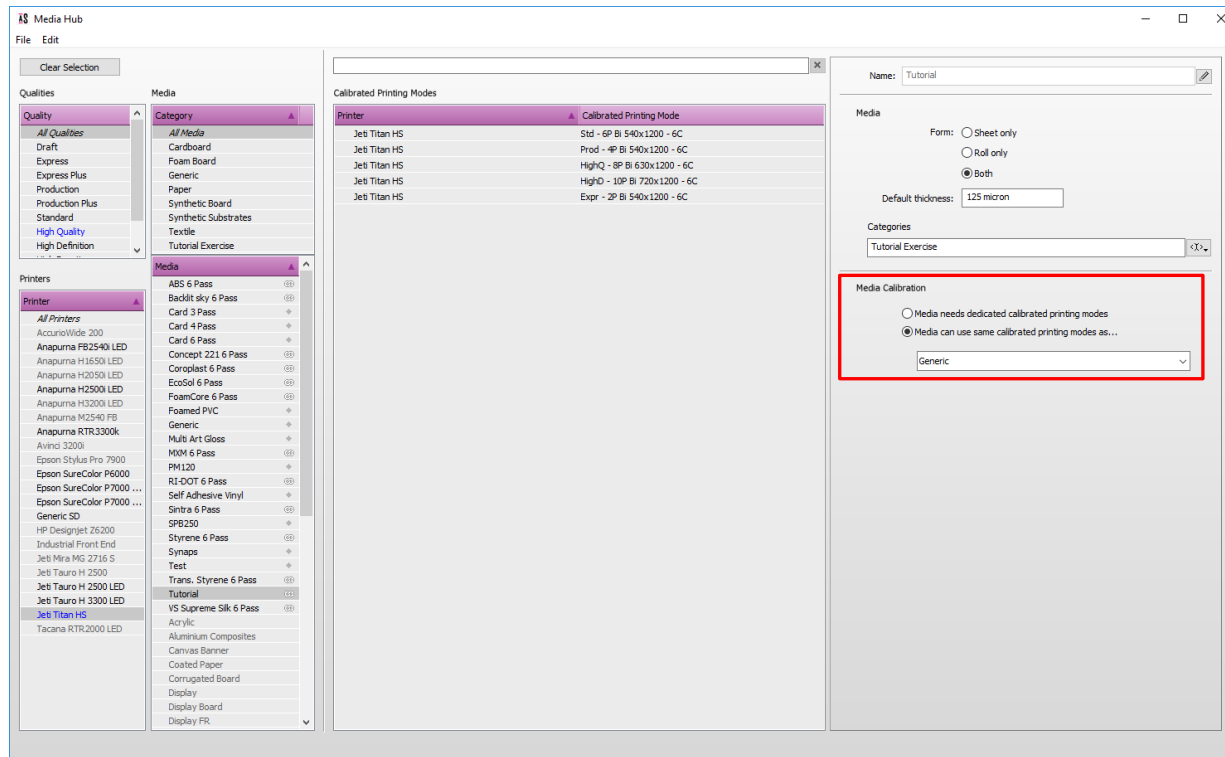 Media Hub
File Edit
Clear Selection
Qualities
Quality
All Qualities
Draft
Express
Express Plus
Production
Production Plus
Standard
High Quality
High Definition
Printers
Printer
All Printers
AccurioWide 200
Anapurna FB2540i LED
Anapurna H1650i LED
Anapurna H2050i LED
Anapurna H2500i LED
Anapurna H3200i LED
Anapurna M2540 FB
Anapurna RTR3300k
Avinci 3200i
Epson Stylus Pro 7900
Epson SureColor P6000
Epson SureColor P7000 ...
Epson SureColor P7000 ...
Generic SD
HP Designjet Z6200
Industrial Front End
Jeti Mira MG 2716 S
Jeti Tauro H 2500
Jeti Tauro H 2500 LED
Jeti Tauro H 3300 LED
Jeti Titan HS
Tacana RTR2000 LED
Media
Category
All Media
Cardboard
Foam Board
Generic
Paper
Synthetic Board
Synthetic Substrates
Textile
Tutorial Exercise
Media
ABS 6 Pass
Backlit sky 6 Pass
Card 3 Pass
Card 4 Pass
Card 6 Pass
Concept 221 6 Pass
Coroplast 6 Pass
EcoSol 6 Pass
FoamCore 6 Pass
Foamed PVC
Generic
Multi Art Gloss
MXM 6 Pass
PM120
RI-DOT 6 Pass
Self Adhesive Vinyl
Sintra 6 Pass
SPB250
Styrene 6 Pass
Synaps
Test
Trans. Styrene 6 Pass
Tutorial
VS Supreme Silk 6 Pass
Acrylic
Aluminium Composites
Canvas Banner
Coated Paper
Corrugated Board
Display
Display Board
Display FR
Calibrated Printing Modes
Printer Calibrated Printing Mode
Jeti Titan HS Std - 6P Bi 540x1200 - 6C
Jeti Titan HS Prod - 4P Bi 540x1200 - 6C
Jeti Titan HS HighQ - 8P Bi 630x1200 - 6C
Jeti Titan HS HighD - 10P Bi 720x1200 - 6C
Jeti Titan HS Expr - 2P Bi 540x1200 - 6C
Name: Tutorial
Media
Form: Sheet only
Roll only
Both
Default thickness: 125 micron
Categories
Tutorial Exercise
Media Calibration
Media needs dedicated calibrated printing modes
Media can use same calibrated printing modes as...
Generic